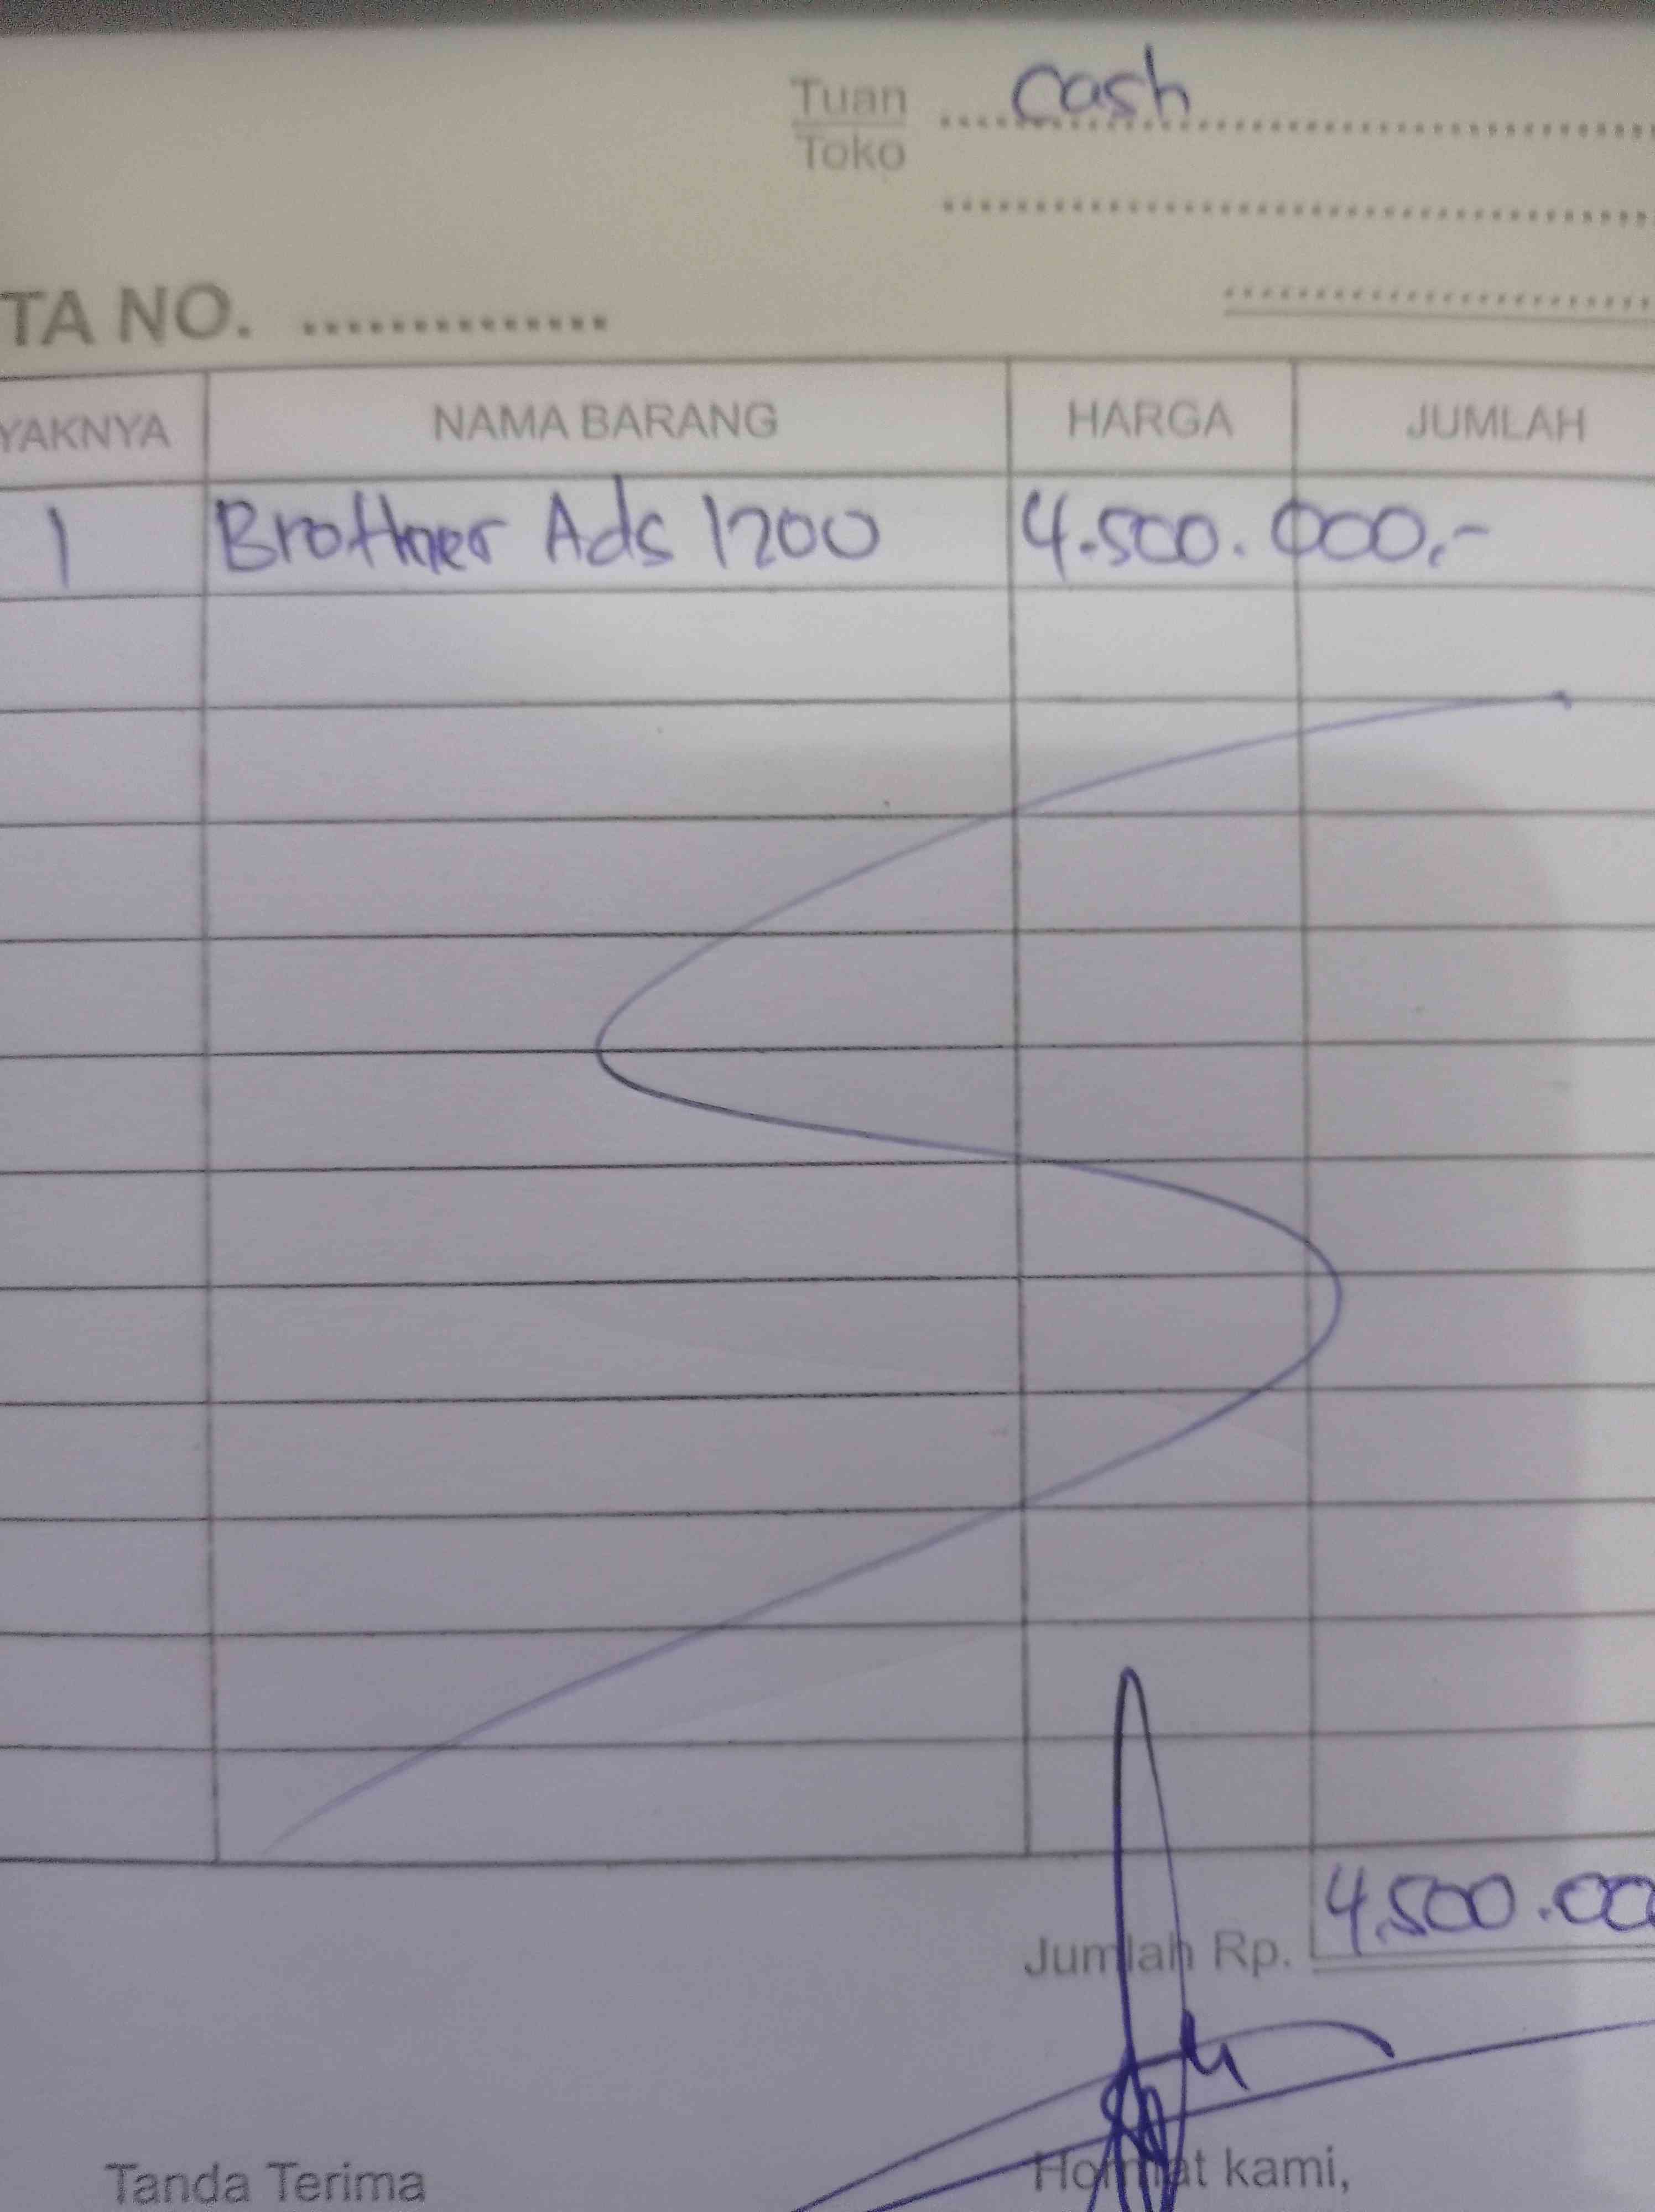 Tuan Cash
Toko
TA NO. ..............
YAKNYA NAMA BARANG HARGA JUMLAH
1 Brother Ads 1200 4.500.000,-
Jumlah Rp. 4.500.00
Tanda Terima Hormat kami,